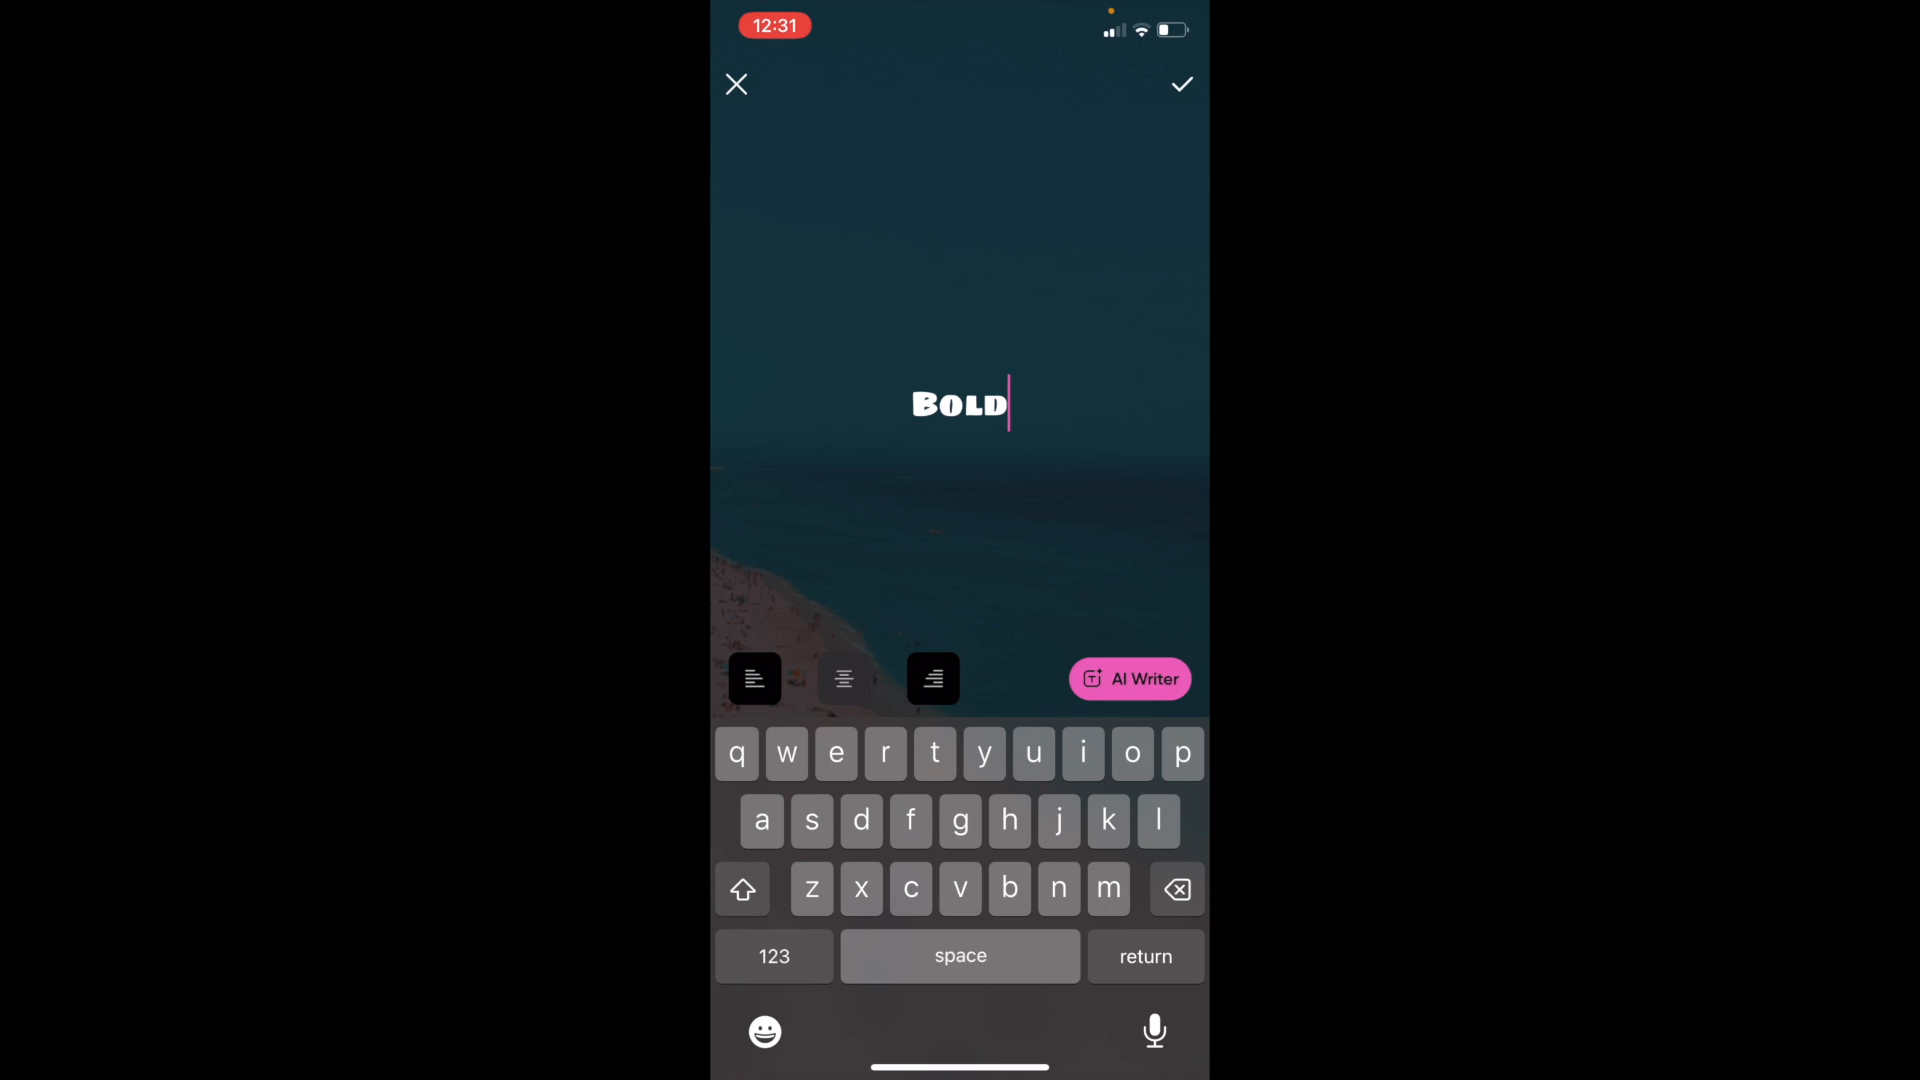 12:31
Bold
AI Writer
q w e r t y u i o p
a s d f g h j k l
z x c v b n m
123 space return